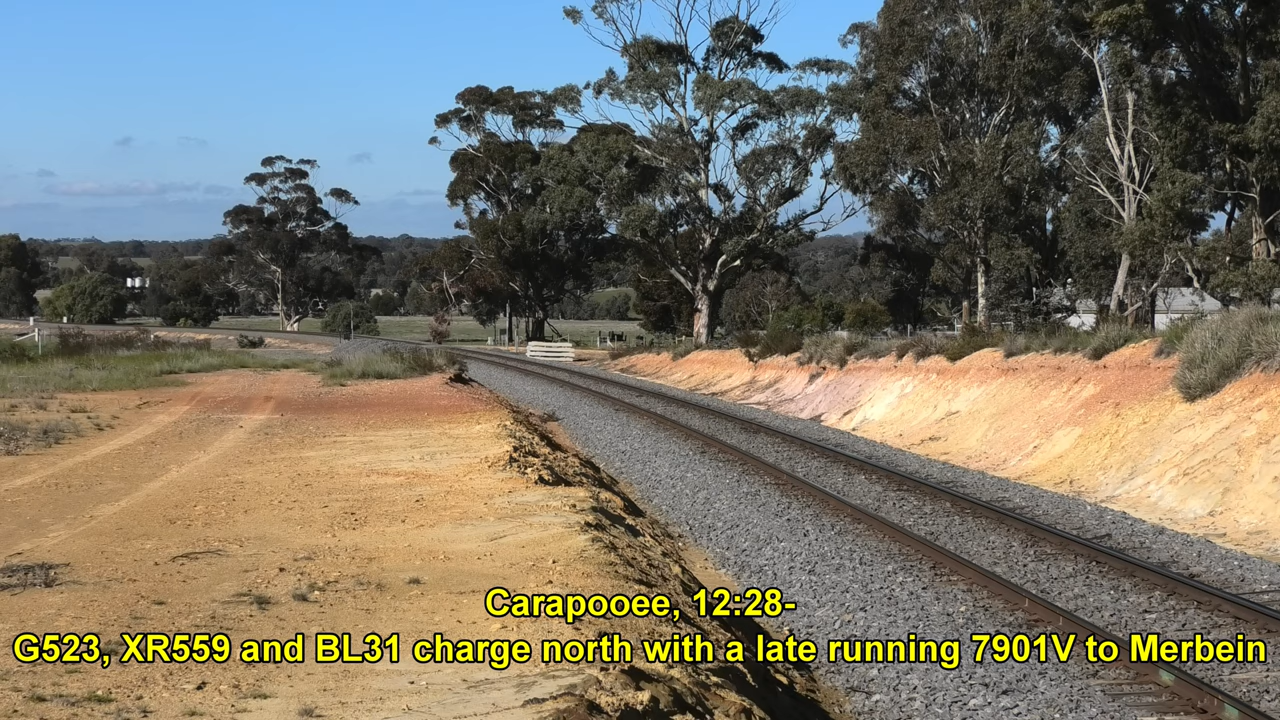 Carapooee, 12:28-
G523, XR559 and BL31 charge north with a late running 7901V to Merbein